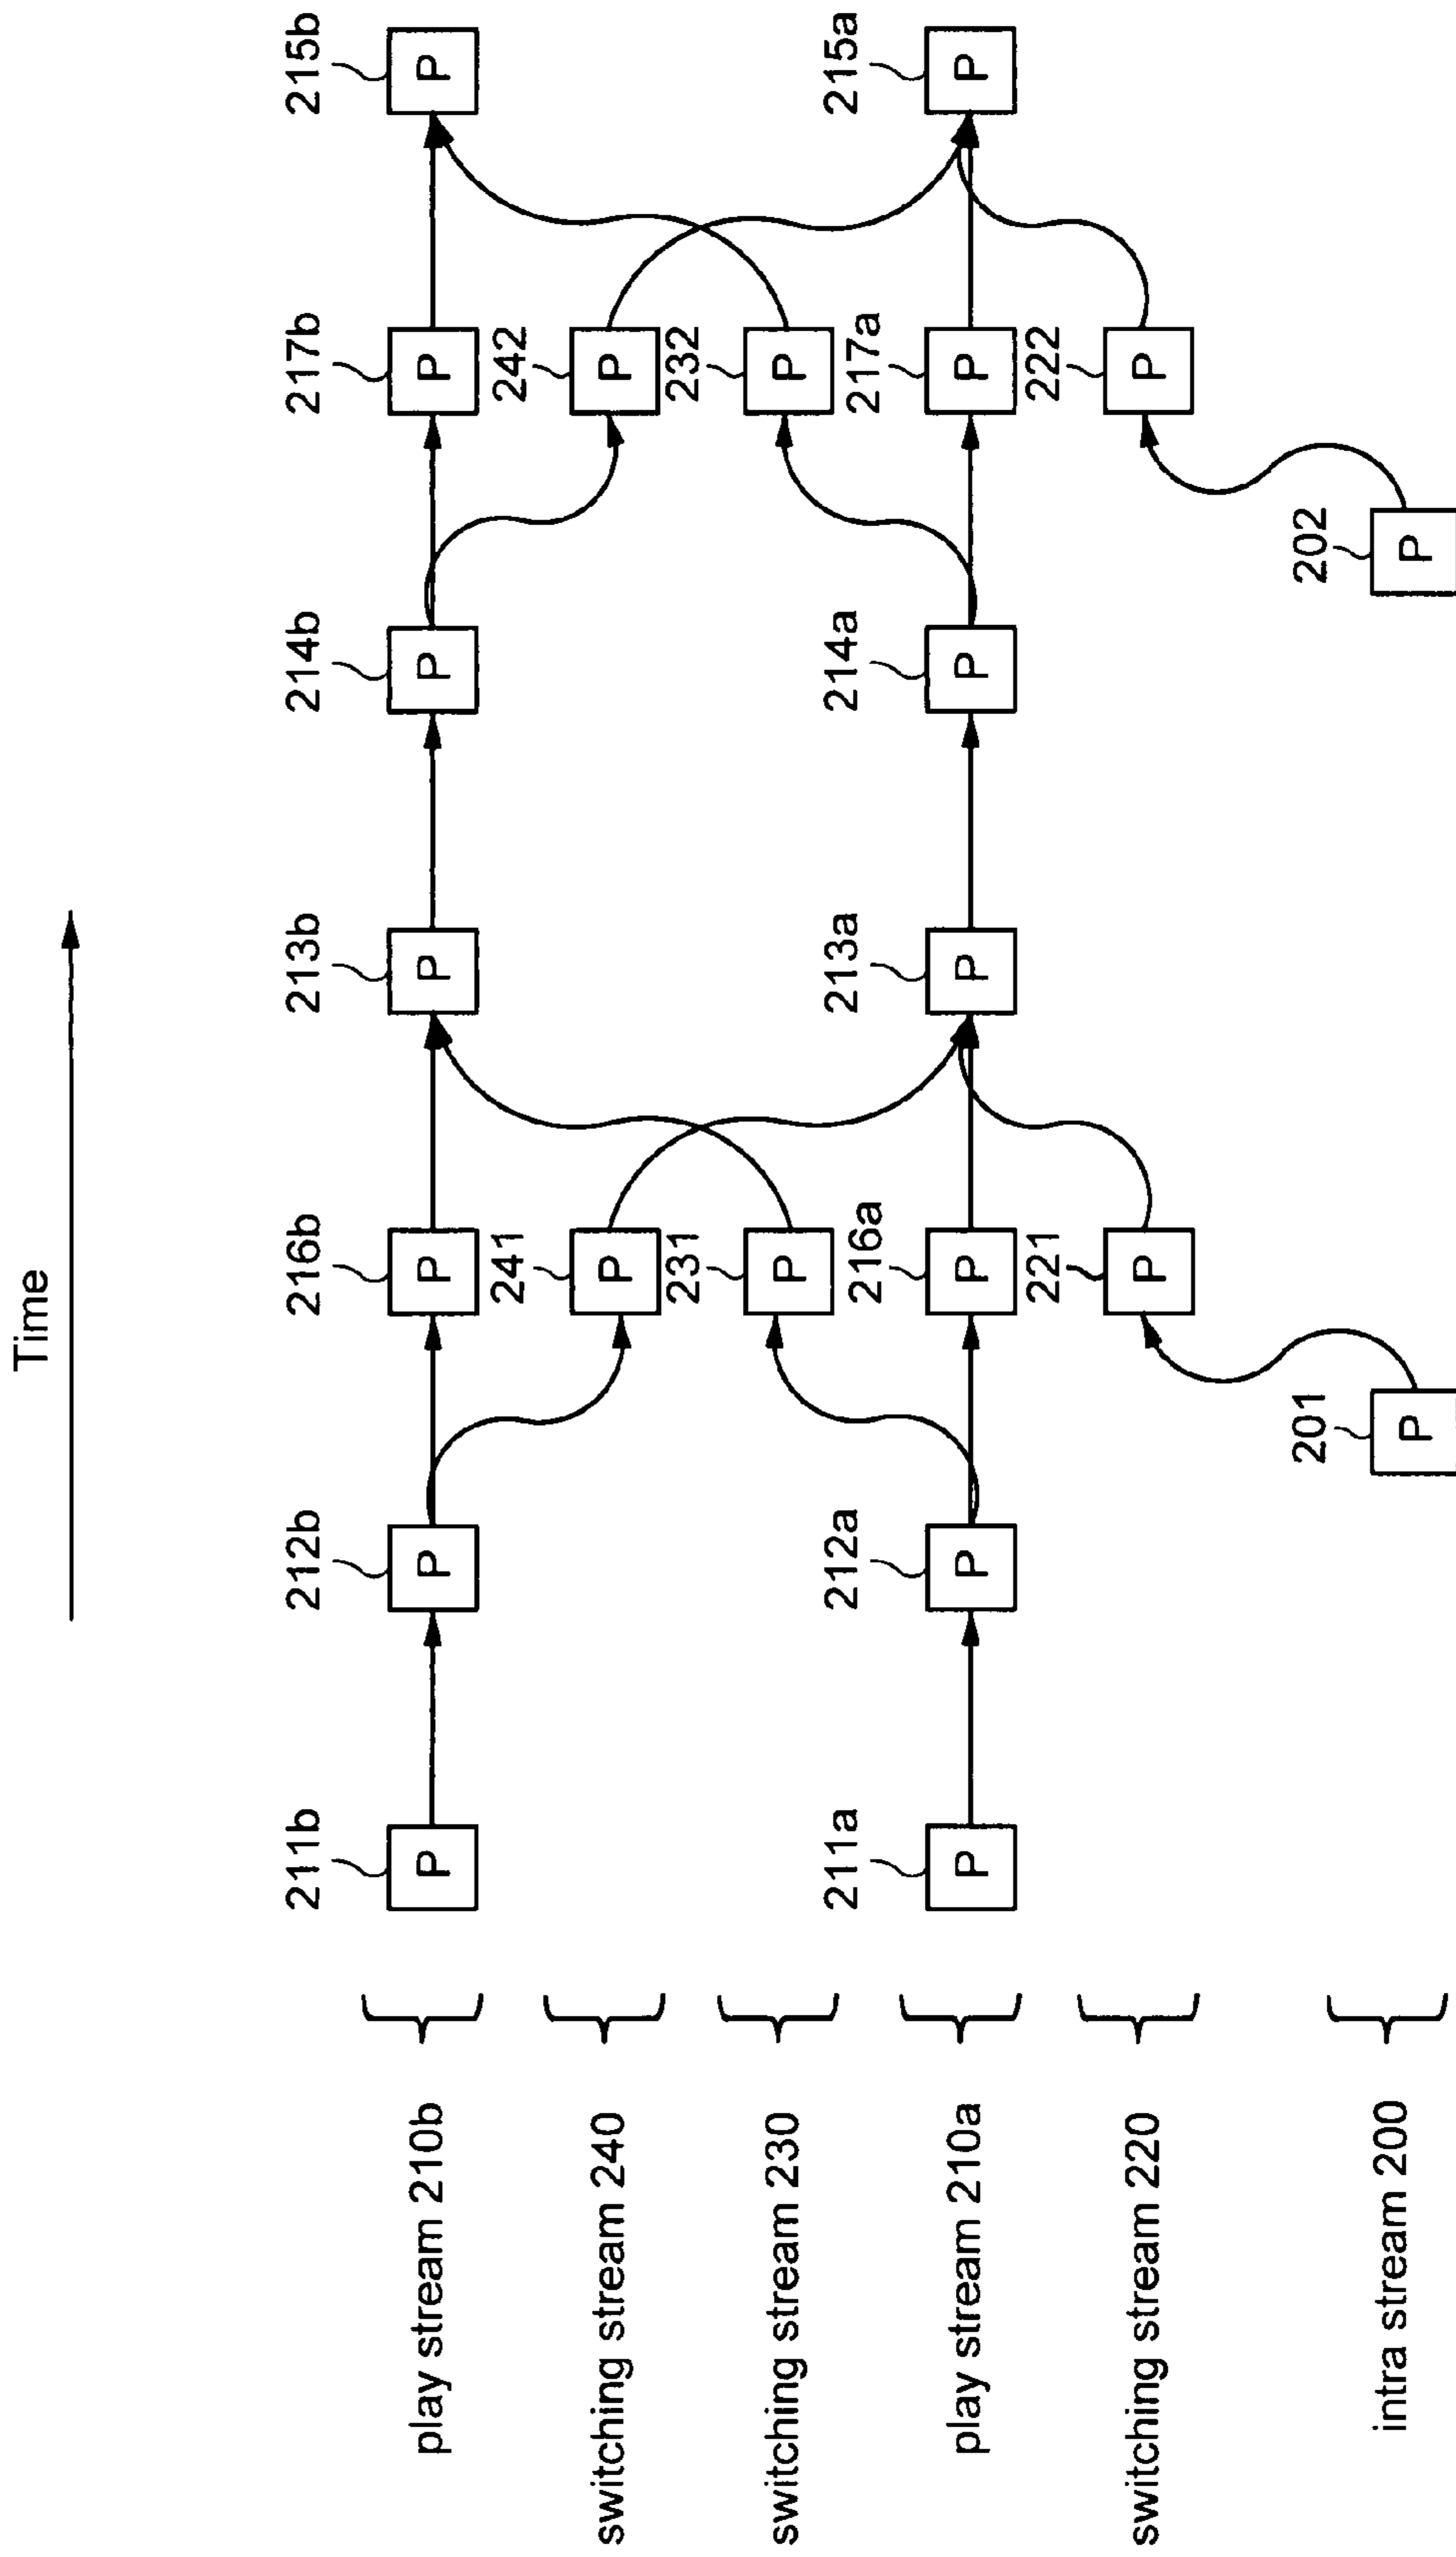 Time
211b 212b 216b 213b 214b 217b 215b
play stream 210b P P P P P P P
241 242
switching stream 240 P P
231 232
switching stream 230 P P
211a 212a 216a 213a 214a 217a 215a
play stream 210a P P P P P P P
221 222
switching stream 220 P P
201 202
intra stream 200 P P